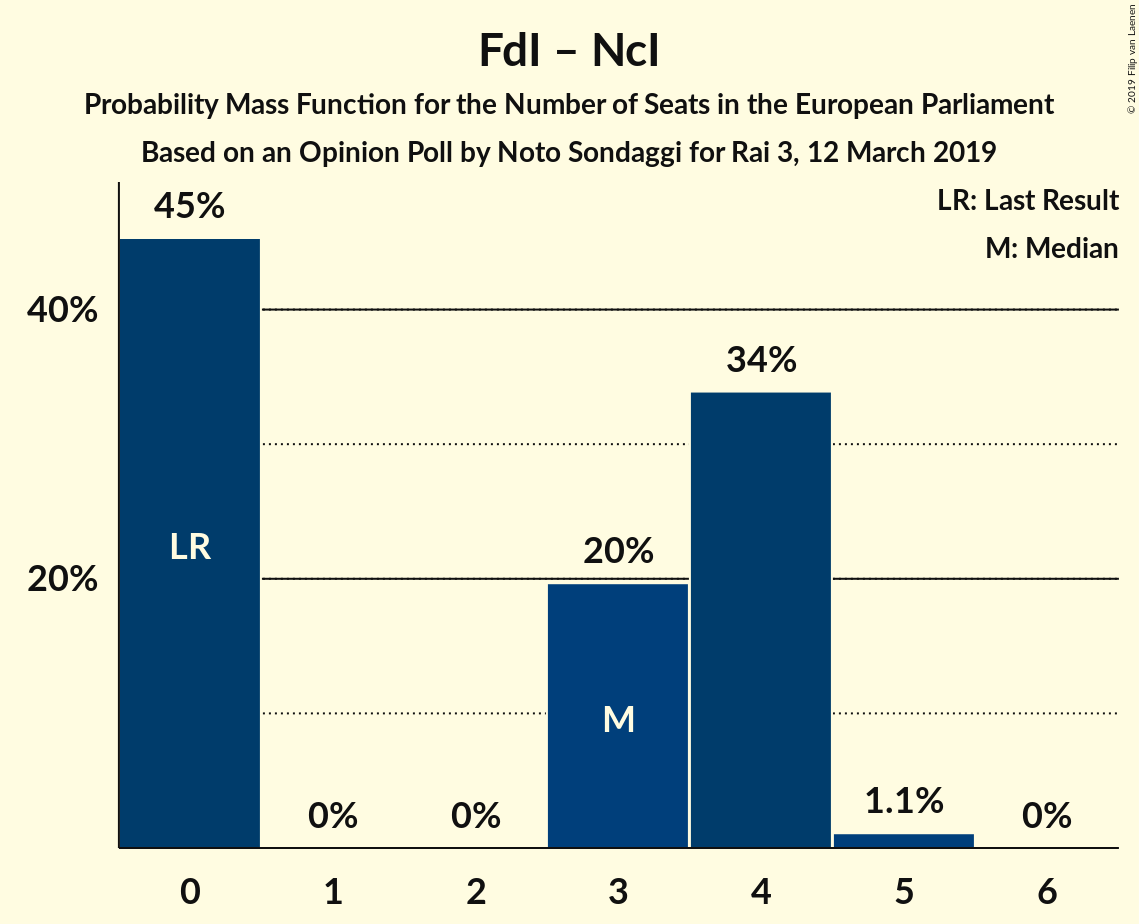 FdI – NcI
Probability Mass Function for the Number of Seats in the European Parliament
Based on an Opinion Poll by Noto Sondaggi for Rai 3, 12 March 2019
© 2019 Filip van Laenen
LR: Last Result
M: Median
45%
40%
34%
LR
20%
20%
M
0%
0%
1.1%
0%
0 1 2 3 4 5 6